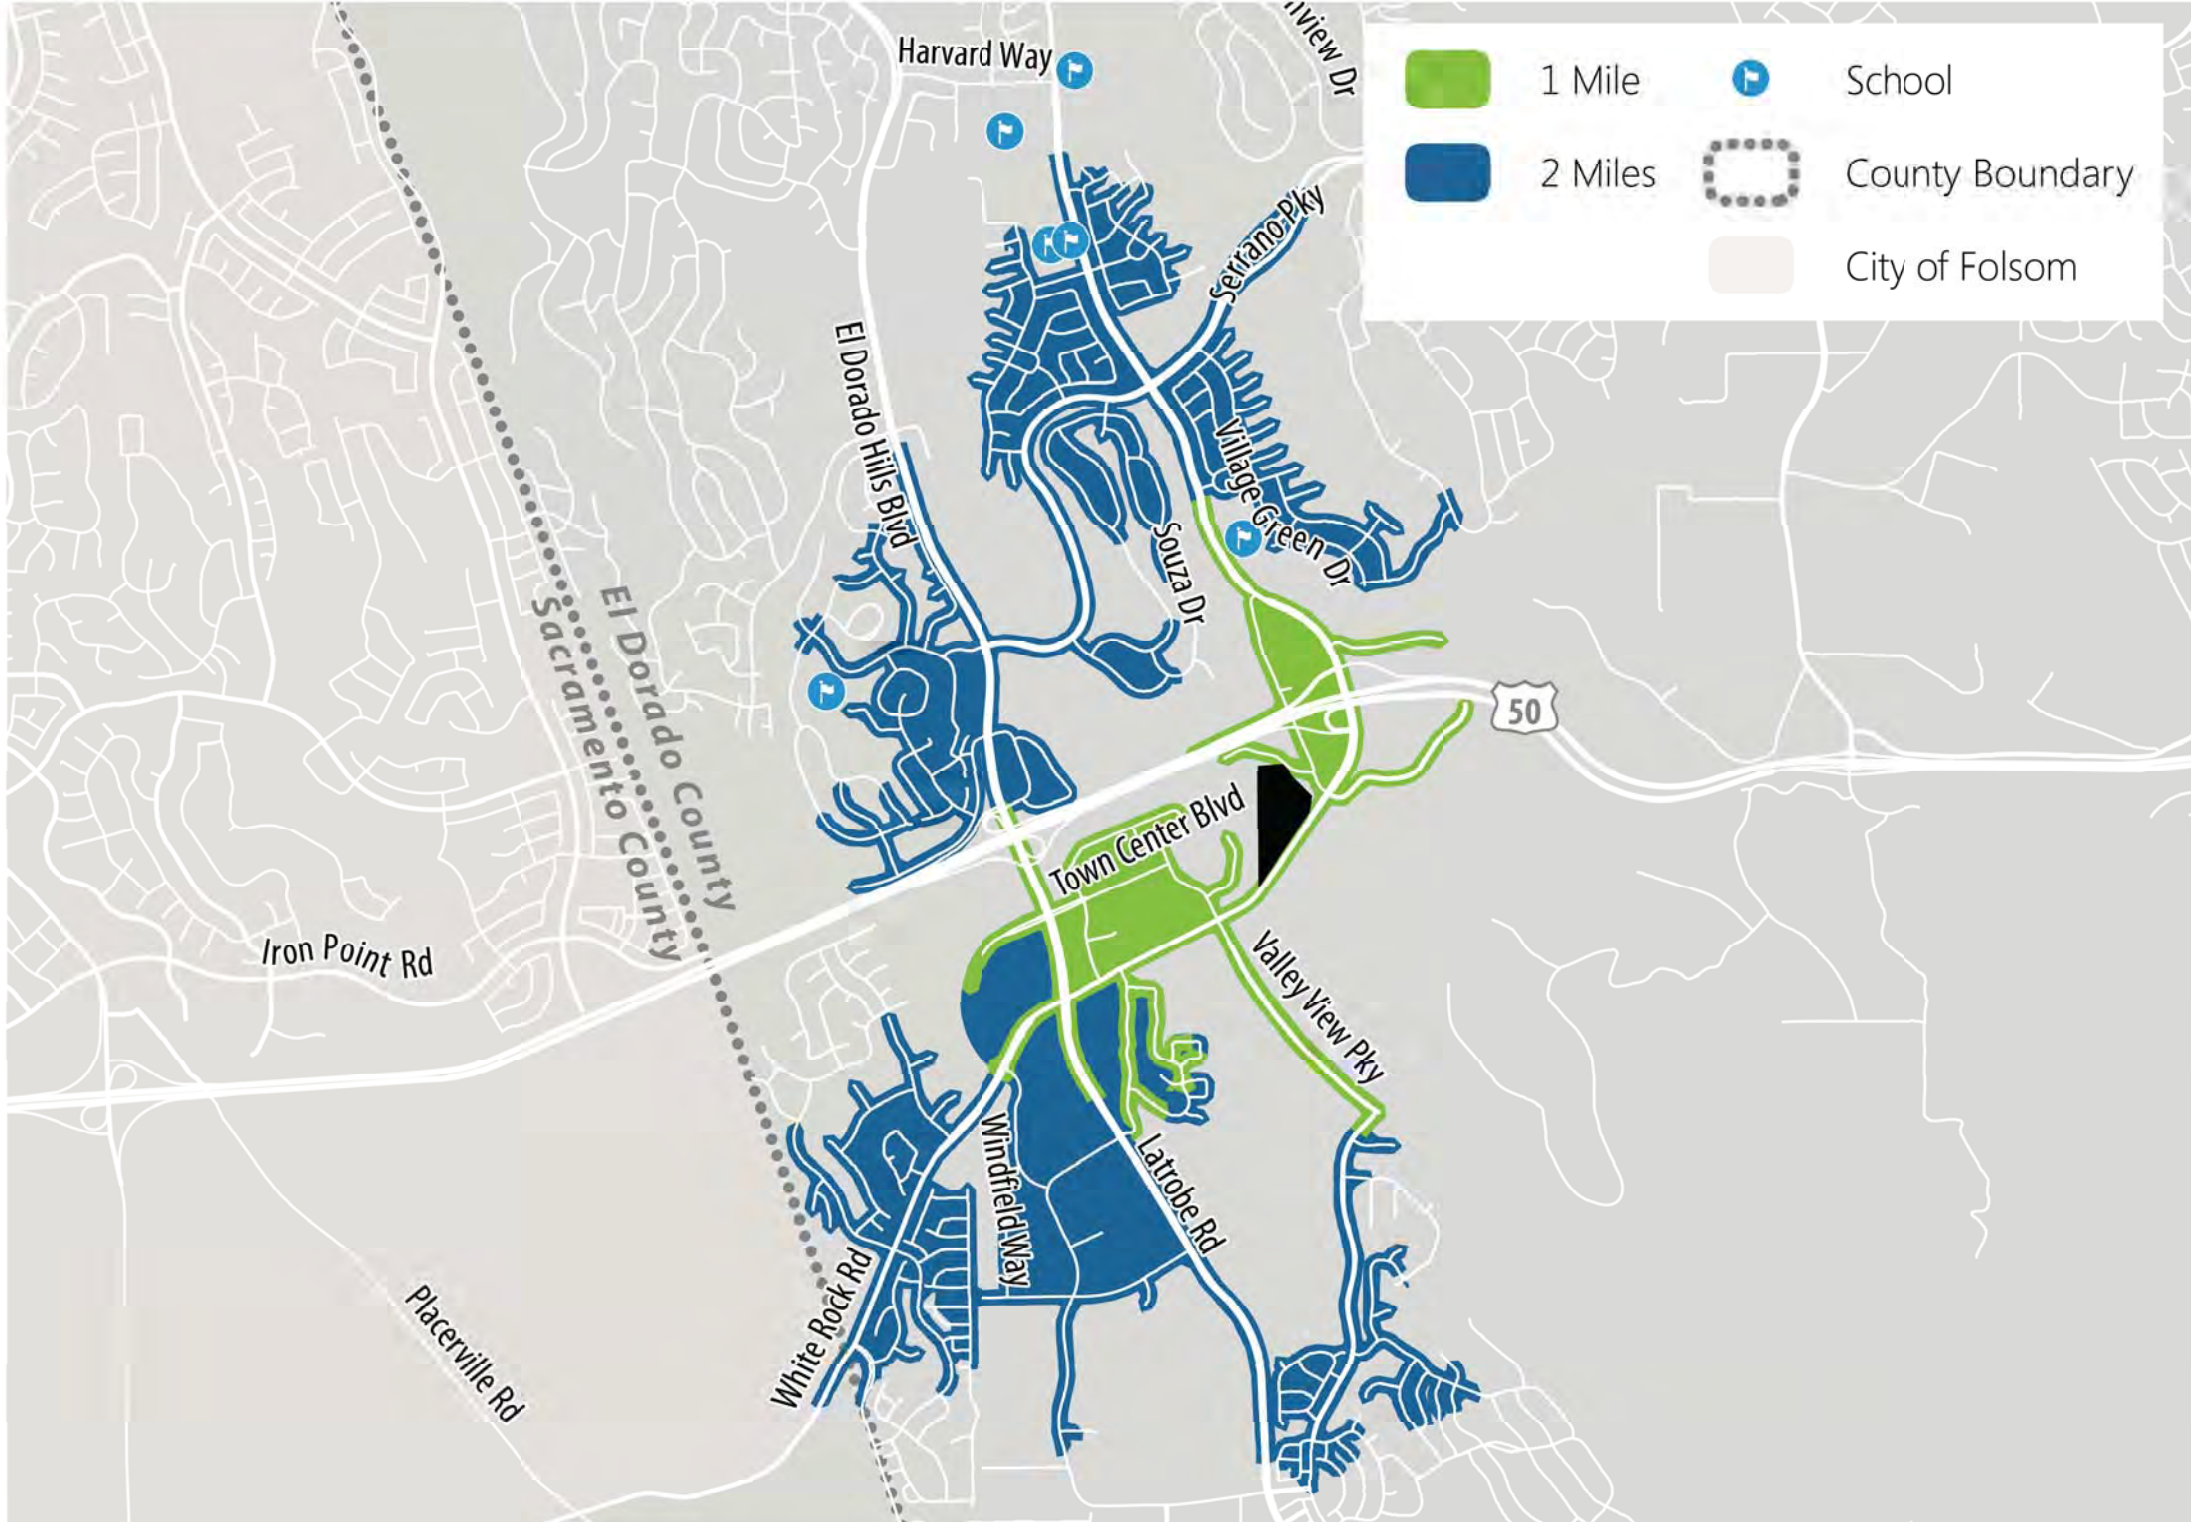 Harvard Way
nview Dr
1 Mile
School
2 Miles
County Boundary
City of Folsom
Serrano Pky
El Dorado Hills Blvd
Village Green Dr
Souza Dr
El Dorado County
Sacramento County
50
Town Center Blvd
Iron Point Rd
Valley View Pky
Windfield Way
Latrobe Rd
White Rock Rd
Placerville Rd